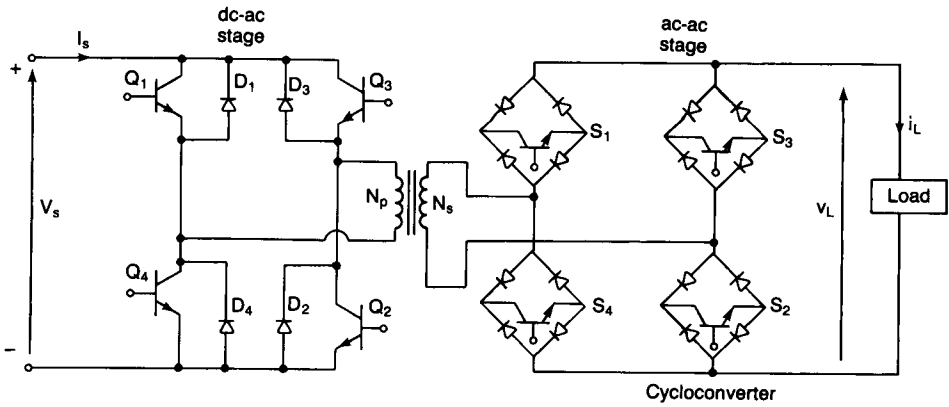 dc-ac
stage
ac-ac
stage
I_s
+
Q_1
D_1
D_3
Q_3
S_1
S_3
i_L
N_p
N_s
V_s
v_L
Load
Q_4
D_4
D_2
Q_2
S_4
S_2
−
Cycloconverter